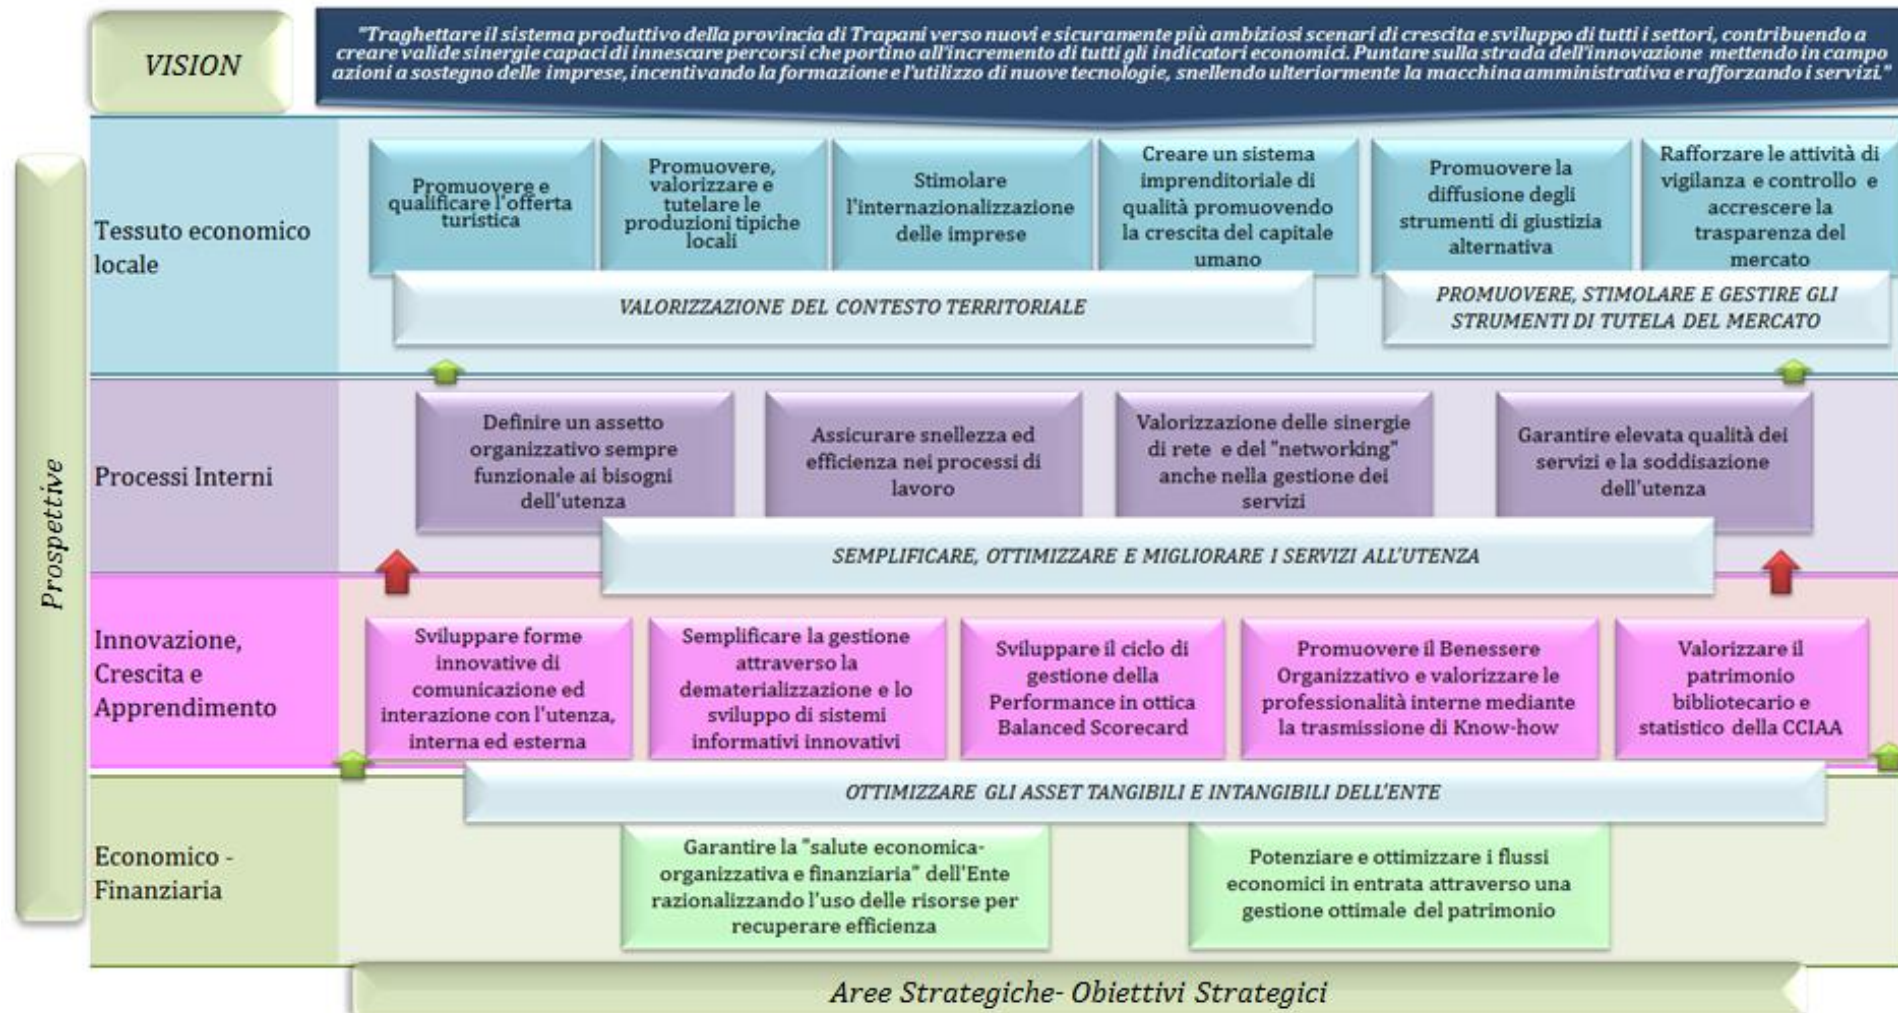 VISION
"Traghettare il sistema produttivo della provincia di Trapani verso nuovi e sicuramente più ambiziosi scenari di crescita e sviluppo di tutti i settori, contribuendo a
creare valide sinergie capaci di innescare percorsi che portino all'incremento di tutti gli indicatori economici. Puntare sulla strada dell'innovazione mettendo in campo
azioni a sostegno delle imprese, incentivando la formazione e l'utilizzo di nuove tecnologie, snellendo ulteriormente la macchina amministrativa e rafforzando i servizi."
Prospettive
Tessuto economico
locale
Promuovere e
qualificare l'offerta
turistica
Promuovere,
valorizzare e
tutelare le
produzioni tipiche
locali
Stimolare
l'internazionalizzazione
delle imprese
Creare un sistema
imprenditoriale di
qualità promuovendo
la crescita del capitale
umano
Promuovere la
diffusione degli
strumenti di giustizia
alternativa
Rafforzare le attività di
vigilanza e controllo e
accrescere la
trasparenza del
mercato
VALORIZZAZIONE DEL CONTESTO TERRITORIALE
PROMUOVERE, STIMOLARE E GESTIRE GLI
STRUMENTI DI TUTELA DEL MERCATO
Processi Interni
Definire un assetto
organizzativo sempre
funzionale ai bisogni
dell'utenza
Assicurare snellezza ed
efficienza nei processi di
lavoro
Valorizzazione delle sinergie
di rete e del "networking"
anche nella gestione dei
servizi
Garantire elevata qualità dei
servizi e la soddisazione
dell'utenza
SEMPLIFICARE, OTTIMIZZARE E MIGLIORARE I SERVIZI ALL'UTENZA
Innovazione,
Crescita e
Apprendimento
Sviluppare forme
innovative di
comunicazione ed
interazione con l'utenza,
interna ed esterna
Semplificare la gestione
attraverso la
dematerializzazione e lo
sviluppo di sistemi
informativi innovativi
Sviluppare il ciclo di
gestione della
Performance in ottica
Balanced Scorecard
Promuovere il Benessere
Organizzativo e valorizzare le
professionalità interne mediante
la trasmissione di Know-how
Valorizzare il
patrimonio
bibliotecario e
statistico della CCIAA
OTTIMIZZARE GLI ASSET TANGIBILI E INTANGIBILI DELL'ENTE
Economico -
Finanziaria
Garantire la "salute economica-
organizzativa e finanziaria" dell'Ente
razionalizzando l'uso delle risorse per
recuperare efficienza
Potenziare e ottimizzare i flussi
economici in entrata attraverso una
gestione ottimale del patrimonio
Aree Strategiche- Obiettivi Strategici